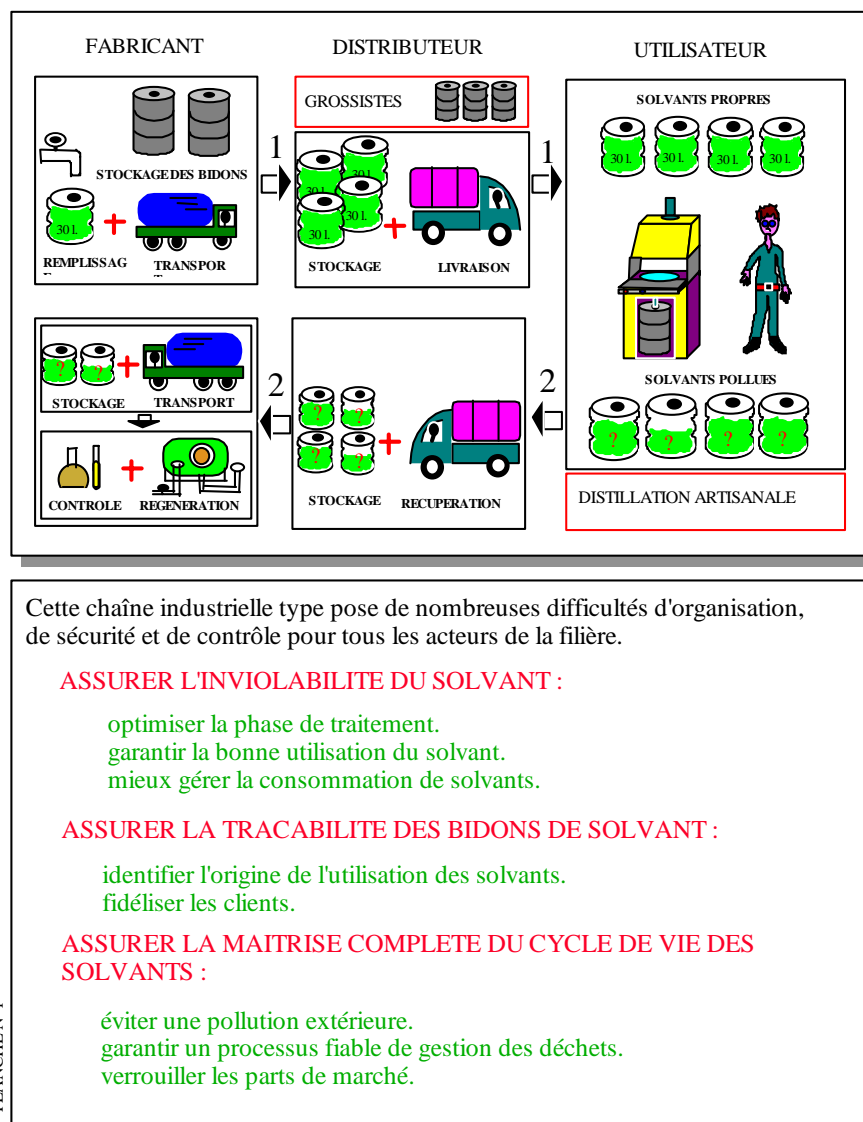 FABRICANT
DISTRIBUTEUR
UTILISATEUR
STOCKAGE DES BIDONS
30 l.
REMPLISSAG
TRANSPOR
1
GROSSISTES
30 l.
30 l.
30 l.
30 l.
STOCKAGE
LIVRAISON
1
SOLVANTS PROPRES
30 l.
30 l.
30 l.
30 l.
SOLVANTS POLLUES
?
?
?
?
DISTILLATION ARTISANALE
2
?
?
?
?
STOCKAGE
RECUPERATION
2
?
?
STOCKAGE
TRANSPORT
CONTROLE
REGENERATION
Cette chaîne industrielle type pose de nombreuses difficultés d'organisation,
de sécurité et de contrôle pour tous les acteurs de la filière.
ASSURER L'INVIOLABILITE DU SOLVANT :
optimiser la phase de traitement.
garantir la bonne utilisation du solvant.
mieux gérer la consommation de solvants.
ASSURER LA TRACABILITE DES BIDONS DE SOLVANT :
identifier l'origine de l'utilisation des solvants.
fidéliser les clients.
ASSURER LA MAITRISE COMPLETE DU CYCLE DE VIE DES
SOLVANTS :
éviter une pollution extérieure.
garantir un processus fiable de gestion des déchets.
verrouiller les parts de marché.